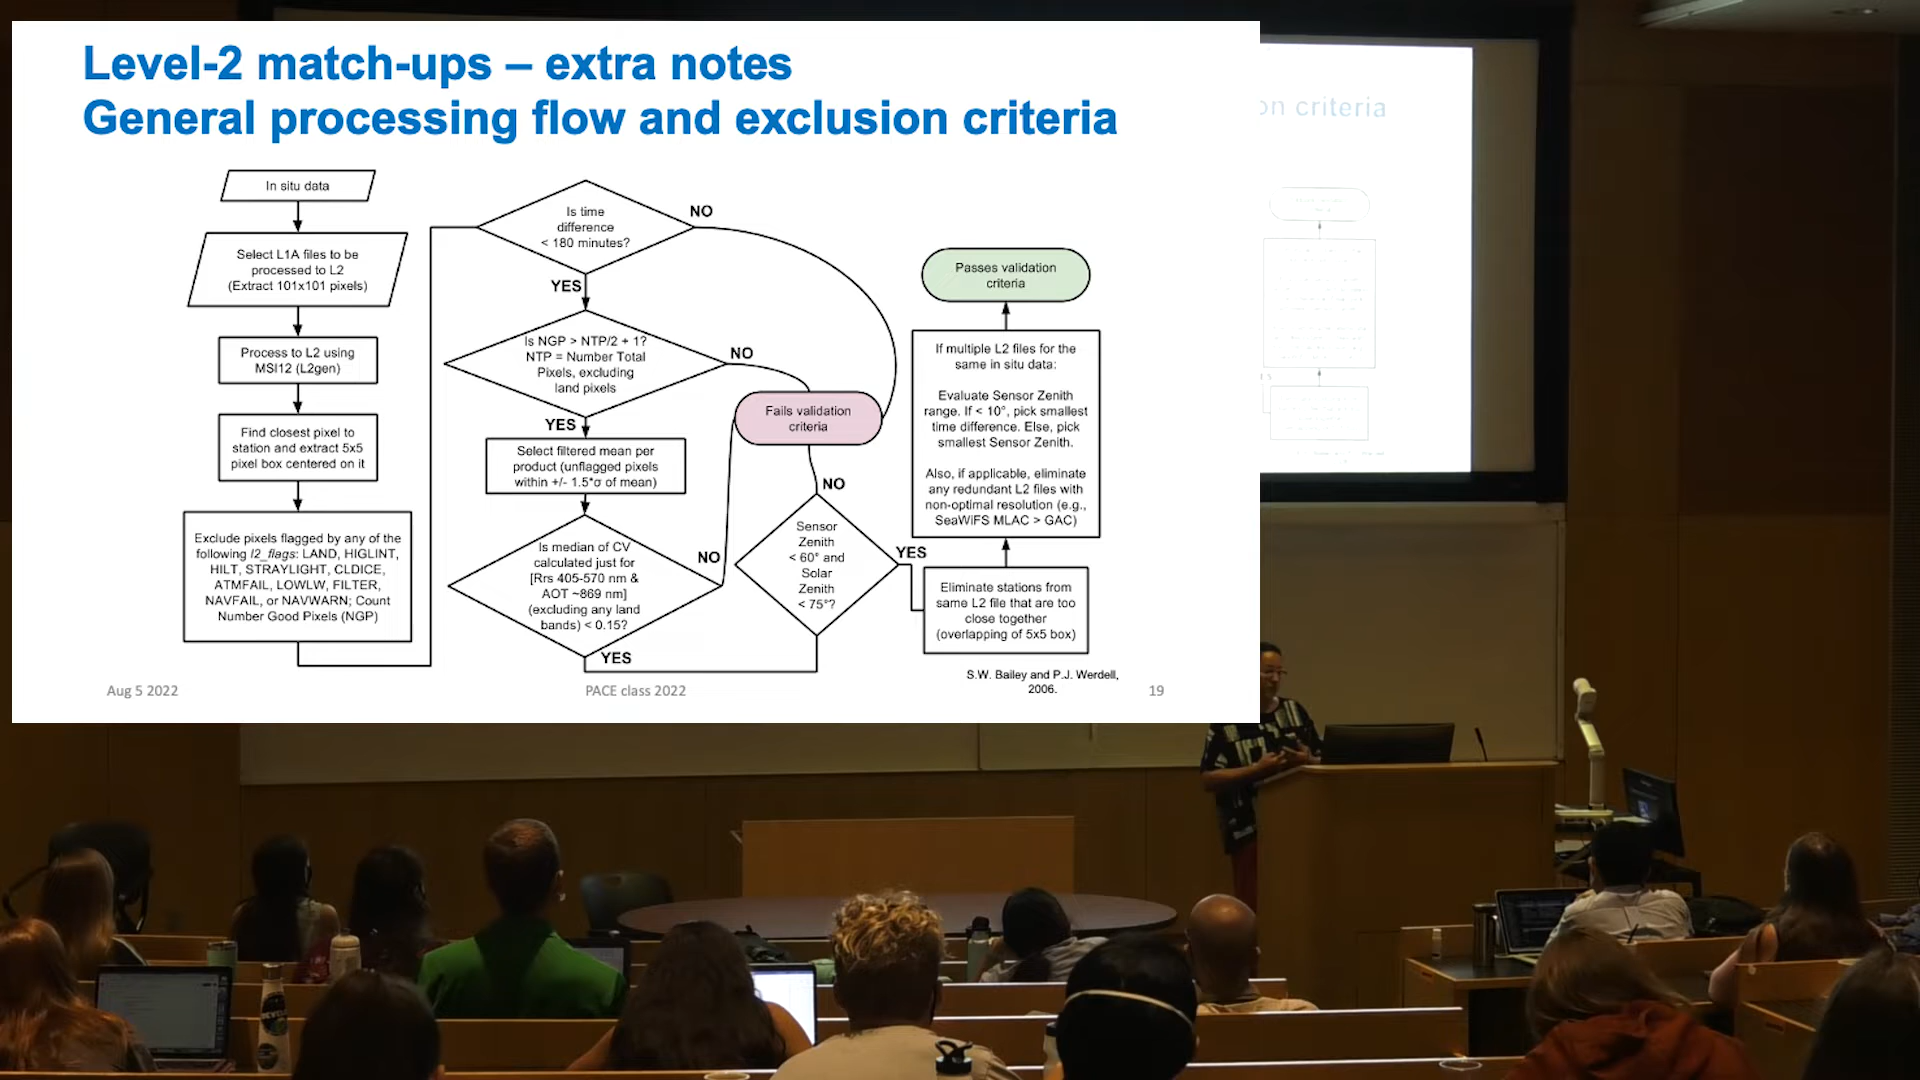 Level-2 match-ups – extra notes
General processing flow and exclusion criteria
In situ data
Select L1A files to be
processed to L2
(Extract 101x101 pixels)
Process to L2 using
MSI12 (L2gen)
Find closest pixel to
station and extract 5x5
pixel box centered on it
Exclude pixels flagged by any of the
following l2_flags: LAND, HIGLINT,
HILT, STRAYLIGHT, CLDICE,
ATMFAIL, LOWLW, FILTER,
NAVFAIL, or NAVWARN; Count
Number Good Pixels (NGP)
Is time
difference
< 180 minutes?
NO
YES
Is NGP > NTP/2 + 1?
NTP = Number Total
Pixels, excluding
land pixels
NO
YES
Select filtered mean per
product (unflagged pixels
within +/- 1.5*σ of mean)
Is median of CV
calculated just for
[Rrs 405-570 nm &
AOT ~869 nm]
(excluding any land
bands) < 0.15?
NO
YES
Fails validation
criteria
NO
Sensor
Zenith
< 60° and
Solar
Zenith
< 75°?
YES
Eliminate stations from
same L2 file that are too
close together
(overlapping of 5x5 box)
If multiple L2 files for the
same in situ data:
Evaluate Sensor Zenith
range. If < 10°, pick smallest
time difference. Else, pick
smallest Sensor Zenith.
Also, if applicable, eliminate
any redundant L2 files with
non-optimal resolution (e.g.,
SeaWiFS MLAC > GAC)
Passes validation
criteria
S.W. Bailey and P.J. Werdell,
2006.
Aug 5 2022
PACE class 2022
19
on criteria